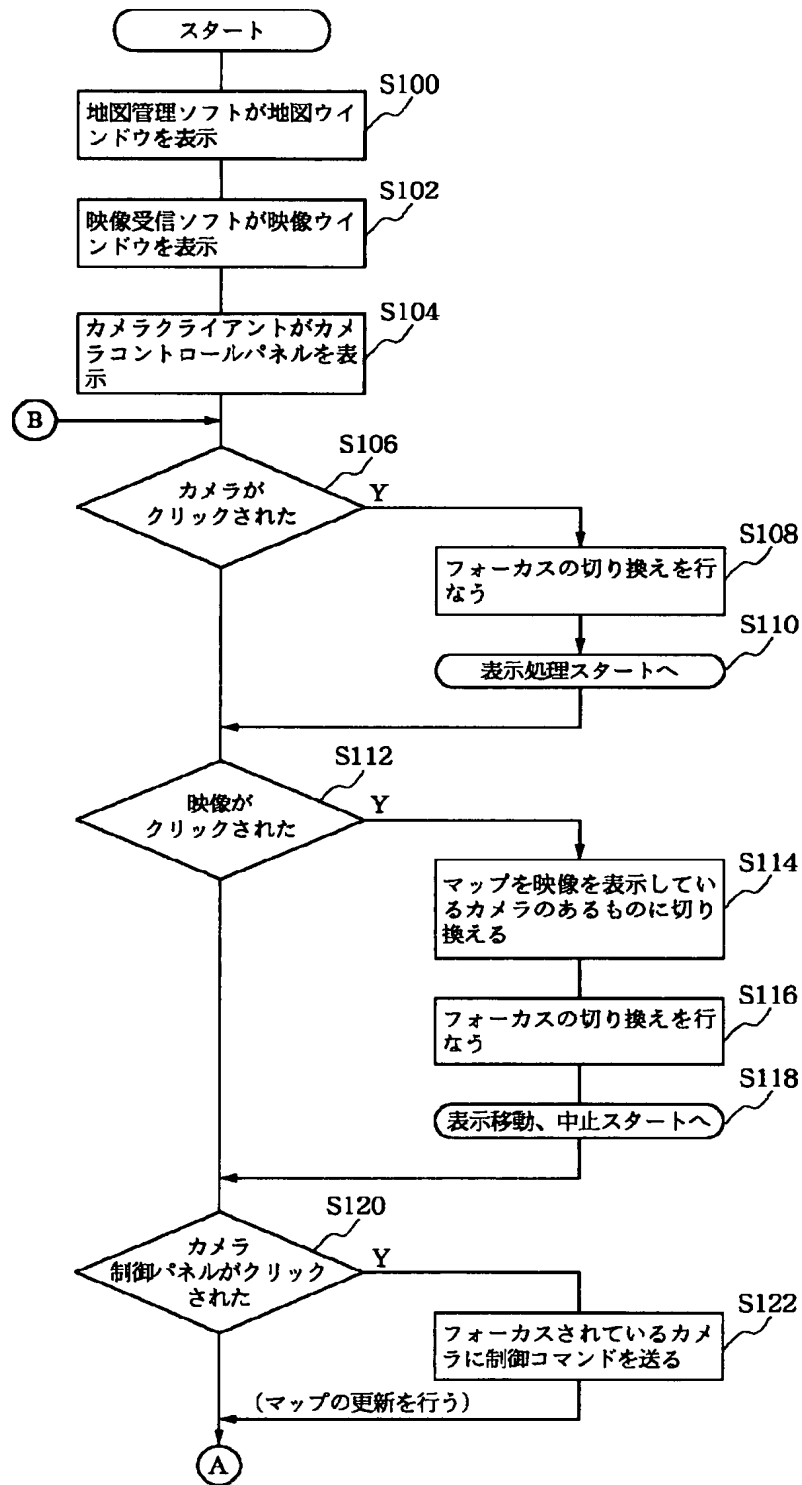 スタート
S100
地図管理ソフトが地図ウイ
ンドウを表示
S102
映像受信ソフトが映像ウイ
ンドウを表示
S104
カメラクライアントがカメ
ラコントロールパネルを表
示
B
S106
カメラが
クリックされた
Y
S108
フォーカスの切り換えを行
なう
S110
表示処理スタートへ
S112
映像が
クリックされた
Y
S114
マップを映像を表示してい
るカメラのあるものに切り
換える
S116
フォーカスの切り換えを行
なう
S118
表示移動、中止スタートへ
S120
カメラ
制御パネルがクリック
された
Y
S122
フォーカスされているカメ
ラに制御コマンドを送る
(マップの更新を行う)
A